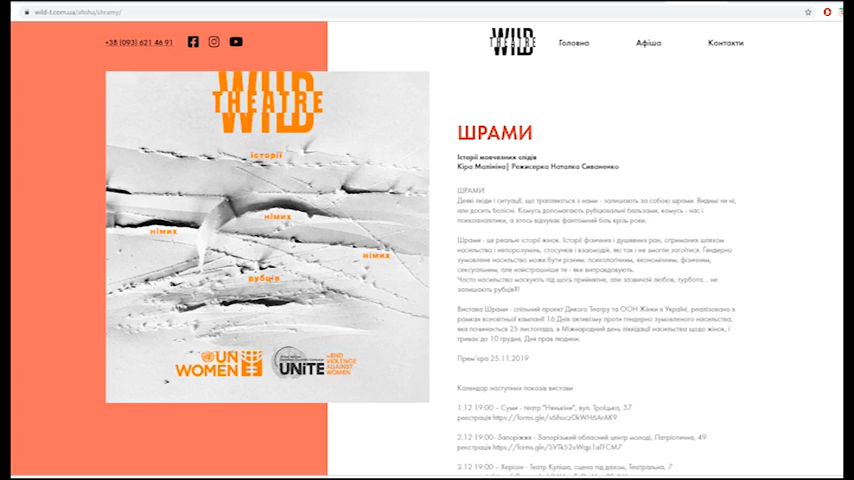 wild-t.com.ua/afisha/shramy/
+38 (093) 621 46 91
WILD
THEATRE
Головна
Афіша
Контакти
WILD
THEATRE
історії
німих
німих
німих
рубців
UN
WOMEN
UNiTE
TO END
VIOLENCE
AGAINST
WOMEN
ШРАМИ
Історії мовчазних слідів
Кіра Малініна| Режисерка Наталка Сиваненко
ШРАМИ
Деякі люди і ситуації, що трапляються з нами - залишають за собою шрами. Видимі чи ні,
але досить болісні. Комусь допомагають рубцювальні бальзами, комусь - час і
психоаналітики, а хтось відчуває фантомний біль крізь роки.
Шрами - це реальні історії жінок. Історії фізичних і душевних ран, отриманих шляхом
насильства і непорозумінь, стосунків і взаємодій, які так і не змогли загоїтися. Ґендерно
зумовлене насильство може бути різним: психологічним, економічним, фізичним,
сексуальним, але найстрашніше те - яке виправдовують.
Часто насильство маскують під щось прийнятне, але зазвичай любов, турбота... не
залишають рубців!!!
Вистава Шрами - спільний проект Дикого Театру та ООН Жінки в Україні, реалізовано в
рамках всесвітньої кампанії 16 Днів активізму проти гендерно зумовленого насильства,
яка починається 25 листопада, в Міжнародний день ліквідації насильства щодо жінок, і
триває до 10 грудня, Дня прав людини.
Прем'єра 25.11.2019
Календар наступних показів вистави
1.12 19:00 – Суми - театр "Нянькіни", вул. Троїцька, 37
реєстрація
2.12 19:00- Запоріжжя - Запорізький обласний центр молоді, Патріотична, 49
реєстрація
3.12 19:00 – Херсон - Театр Куліша, сцена під дахом, Театральна, 7